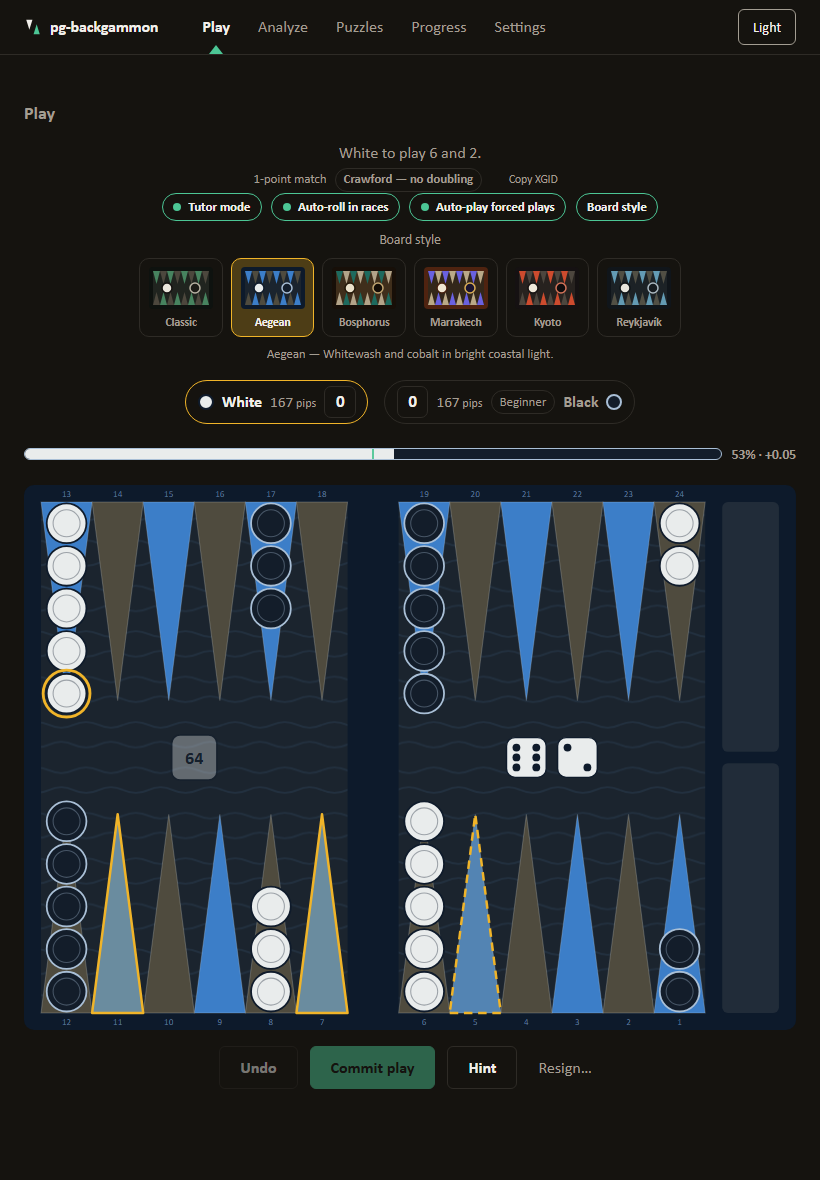 pg-backgammon Play Analyze Puzzles Progress Settings Light
Play
White to play 6 and 2.
1-point match Crawford — no doubling Copy XGID
Tutor mode Auto-roll in races Auto-play forced plays Board style
Board style
Classic Aegean Bosphorus Marrakech Kyoto Reykjavík
Aegean — Whitewash and cobalt in bright coastal light.
White 167 pips 0 0 167 pips Beginner Black
53% · +0.05
13 14 15 16 17 18 19 20 21 22 23 24
64
12 11 10 9 8 7 6 5 4 3 2 1
Undo Commit play Hint Resign...